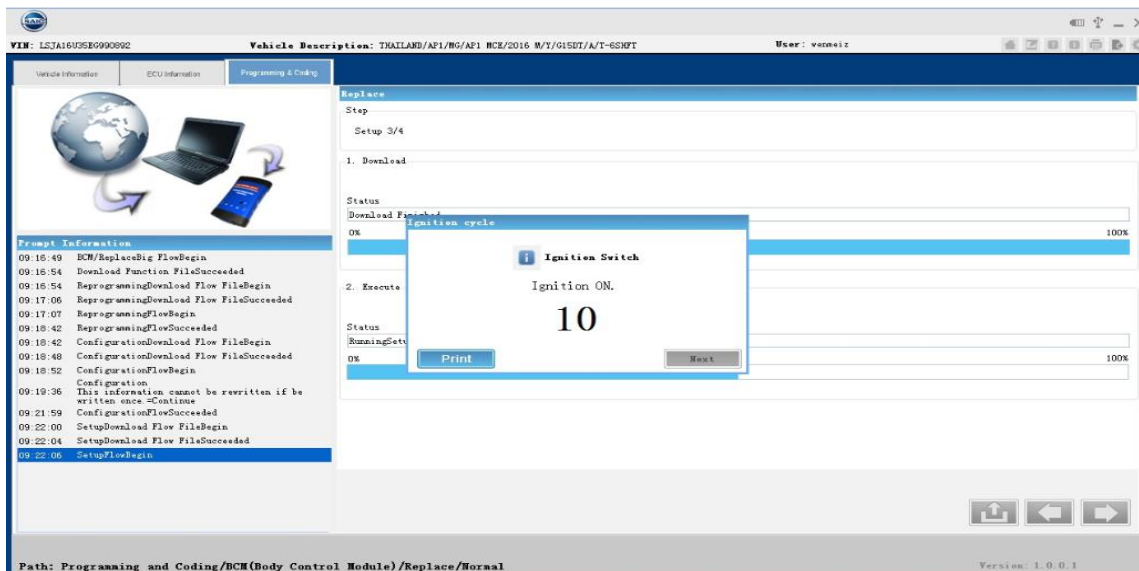 SAIC
VIN: LSJA16U35EG990892 Vehicle Description: THAILAND/AP1/MG/AP1 MCE/2016 M/Y/G15DT/A/T-6SHFT User: wenmeiz
Vehicle Information ECU Information Programming & Coding
Replace
Step
Setup 3/4
1. Download
Status
Download Finished
0% 100%
Ignition cycle
Ignition Switch
Ignition ON.
10
Print Next
2. Execute
Status
RunningSetu
0% 100%
Prompt Information
09:16:49 BCM/ReplaceBig FlowBegin
09:16:54 Download Function FileSucceeded
09:16:54 ReprogrammingDownload Flow FileBegin
09:17:06 ReprogrammingDownload Flow FileSucceeded
09:17:07 ReprogrammingFlowBegin
09:18:42 ReprogrammingFlowSucceeded
09:18:42 ConfigurationDownload Flow FileBegin
09:18:48 ConfigurationDownload Flow FileSucceeded
09:18:52 ConfigurationFlowBegin
Configuration
09:19:36 This information cannot be rewritten if be
written once.=Continue
09:21:59 ConfigurationFlowSucceeded
09:22:00 SetupDownload Flow FileBegin
09:22:04 SetupDownload Flow FileSucceeded
09:22:06 SetupFlowBegin
Path: Programming and Coding/BCM(Body Control Module)/Replace/Normal Version: 1.0.0.1